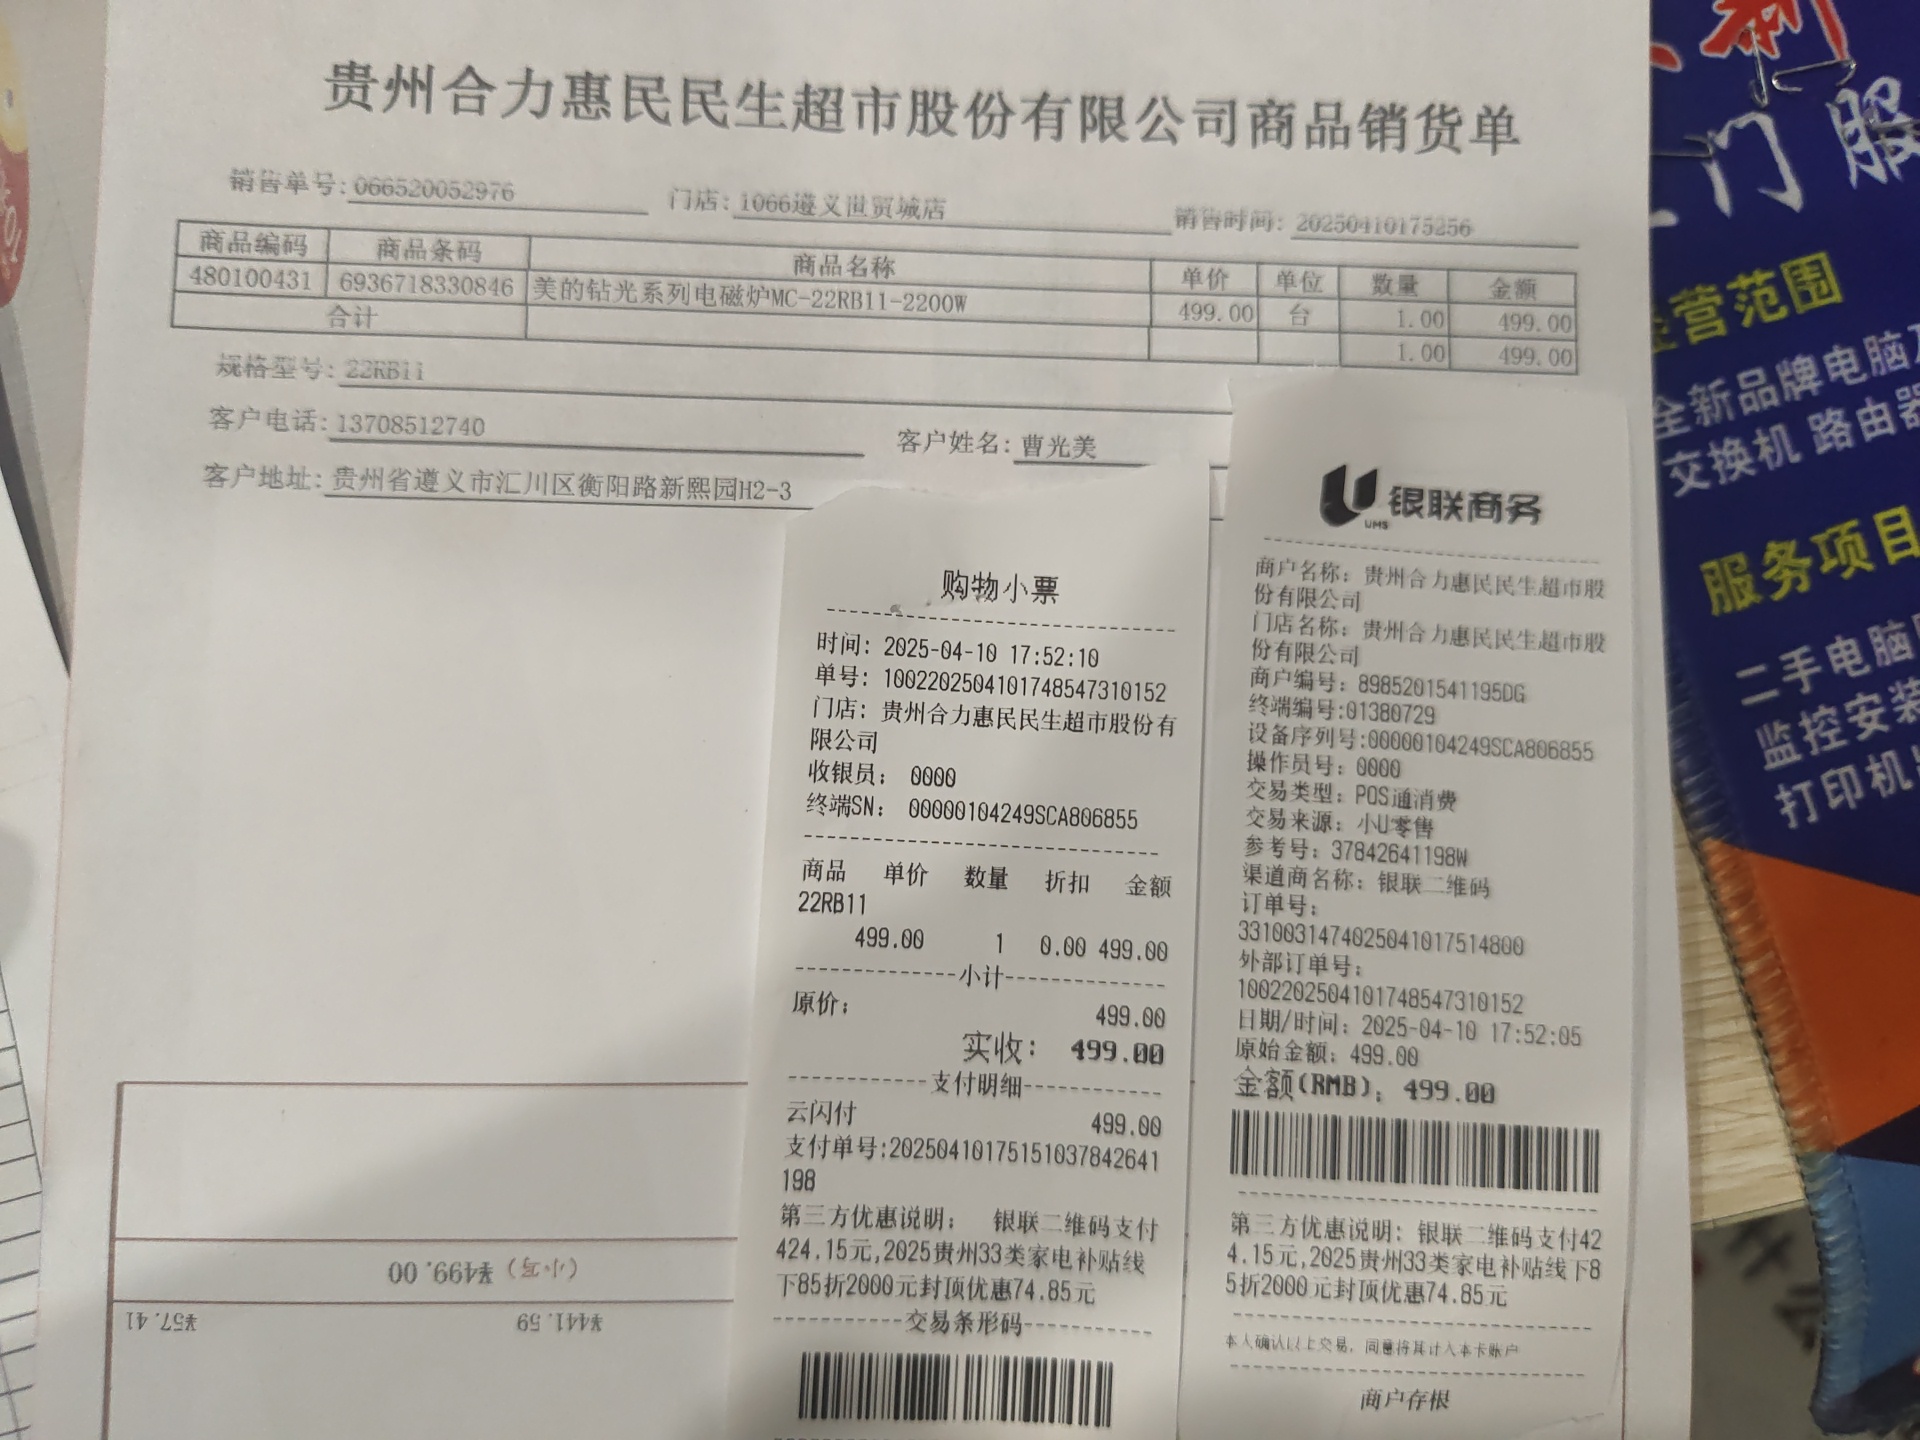 贵州合力惠民民生超市股份有限公司商品销货单
销售单号:066520052976 门店:1066遵义世贸城店 销售时间:20250410175256
商品编码 商品条码 商品名称 单价 单位 数量 金额
480100431 6936718330846 美的钻光系列电磁炉MC-22RB11-2200W 499.00 台 1.00 499.00
合计 1.00 499.00
规格型号:22RB11
客户电话:13708512740 客户姓名:曹光美
客户地址:贵州省遵义市汇川区衡阳路新熙园H2-3
购物小票
时间: 2025-04-10 17:52:10
单号: 10022025041017485473101​52
门店: 贵州合力惠民民生超市股份有
限公司
收银员: 0000
终端SN: 00000104249SCA806855
商品 单价 数量 折扣 金额
22RB11
499.00 1 0.00 499.00
小计
原价: 499.00
实收: 499.00
支付明细
云闪付 499.00
支付单号:2025041017515103784​2641
198
第三方优惠说明: 银联二维码支付
424.15元,2025贵州33类家电补贴线
下85折2000元封顶优惠74.85元
交易条形码
UMS 银联商务
商户名称: 贵州合力惠民民生超市股
份有限公司
门店名称: 贵州合力惠民民生超市股
份有限公司
商户编号: 8985201541195DG
终端编号:01380729
设备序列号:00000104249SCA806855
操作员号: 0000
交易类型: POS通消费
交易来源: 小U零售
参考号: 37842641198W
渠道商名称: 银联二维码
订单号:
33100314740250410175​14800
外部订单号:
10022025041017485473101​52
日期/时间: 2025-04-10 17:52:05
原始金额: 499.00
金额(RMB): 499.00
第三方优惠说明: 银联二维码支付42
4.15元,2025贵州33类家电补贴线下8
5折2000元封顶优惠74.85元
本人确认以上交易, 同意将其计入本卡账户
商户存根
(小写) ¥499.00
¥441.59 ¥57.41
门服
经营范围
全新品牌电脑
交换机 路由器
服务项目
二手电脑
监控安装
打印机